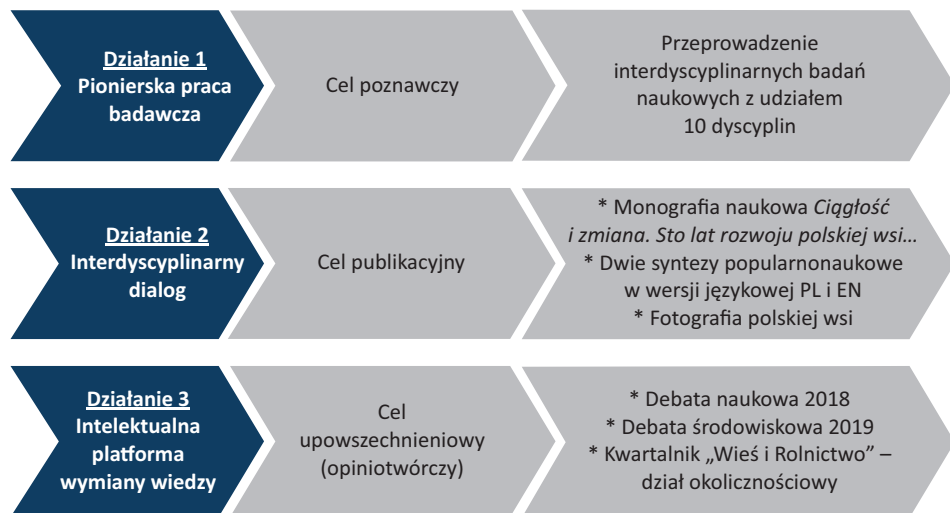 Działanie 1
Pionierska praca
badawcza
Cel poznawczy
Przeprowadzenie
interdyscyplinarnych badań
naukowych z udziałem
10 dyscyplin
Działanie 2
Interdyscyplinarny
dialog
Cel publikacyjny
* Monografia naukowa Ciągłość
i zmiana. Sto lat rozwoju polskiej wsi…
* Dwie syntezy popularnonaukowe
w wersji językowej PL i EN
* Fotografia polskiej wsi
Działanie 3
Intelektualna
platforma
wymiany wiedzy
Cel
upowszechnieniowy
(opiniotwórczy)
* Debata naukowa 2018
* Debata środowiskowa 2019
* Kwartalnik „Wieś i Rolnictwo” –
dział okolicznościowy